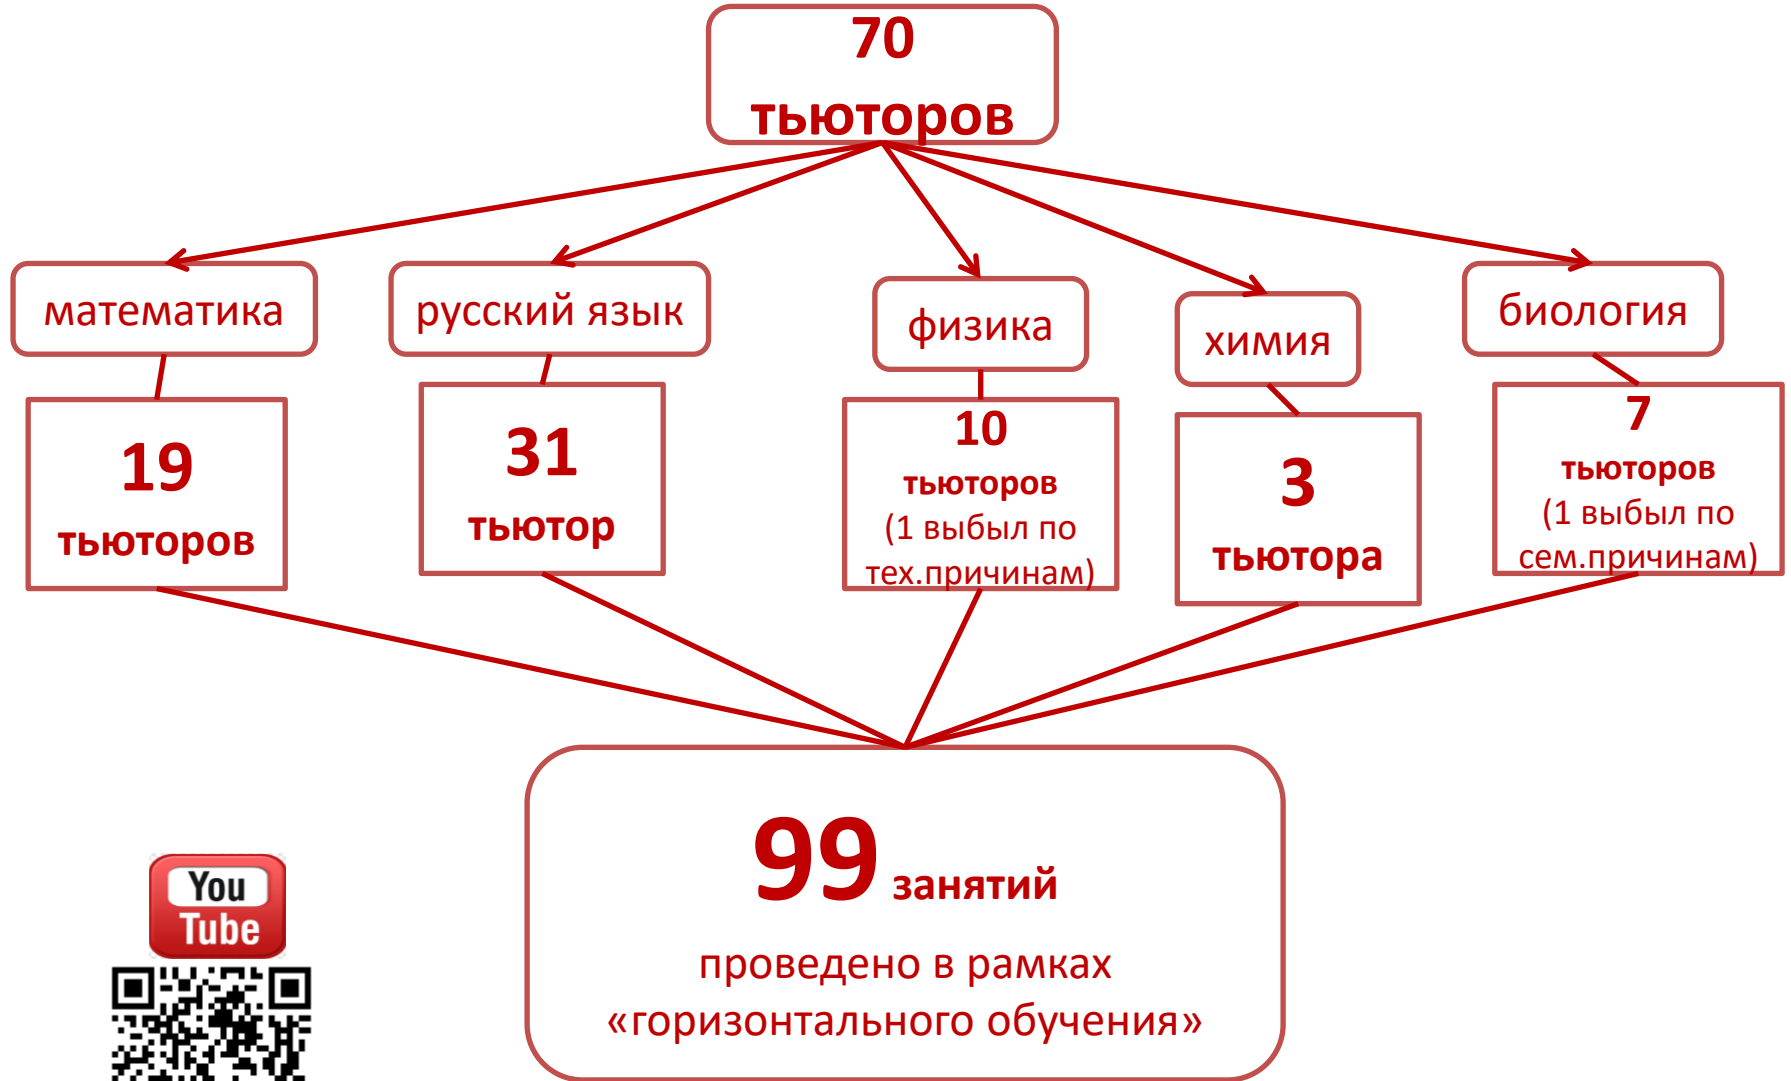 70
тьюторов
математика
русский язык
физика
химия
биология
19
тьюторов
31
тьютор
10
тьюторов
(1 выбыл по
тех.причинам)
3
тьютора
7
тьюторов
(1 выбыл по
сем.причинам)
99 занятий
проведено в рамках
«горизонтального обучения»
You
Tube